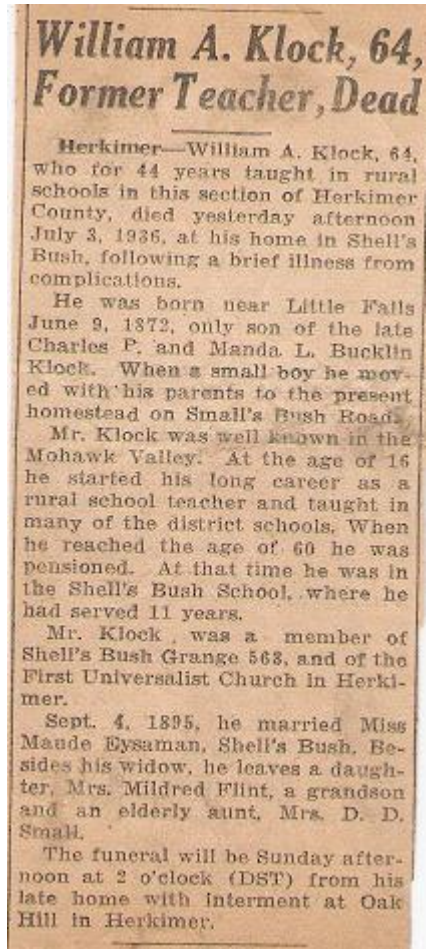 William A. Klock, 64,
Former Teacher, Dead
Herkimer—William A. Klock, 64,
who for 44 years taught in rural
schools in this section of Herkimer
County, died yesterday afternoon
July 3, 1936, at his home in Shell's
Bush, following a brief illness from
complications.
He was born near Little Falls
June 9, 1872, only son of the late
Charles P. and Manda L. Bucklin
Klock. When a small boy he mov-
ed with his parents to the present
homestead on Small's Bush Road.
Mr. Klock was well known in the
Mohawk Valley. At the age of 16
he started his long career as a
rural school teacher and taught in
many of the district schools. When
he reached the age of 60 he was
pensioned. At that time he was in
the Shell's Bush School, where he
had served 11 years.
Mr. Klock was a member of
Shell's Bush Grange 568, and of the
First Universalist Church in Herki-
mer.
Sept. 4, 1895, he married Miss
Maude Eysaman, Shell's Bush. Be-
sides his widow, he leaves a daugh-
ter, Mrs. Mildred Flint, a grandson
and an elderly aunt, Mrs. D. D.
Small.
The funeral will be Sunday after-
noon at 2 o'clock (DST) from his
late home with interment at Oak
Hill in Herkimer.